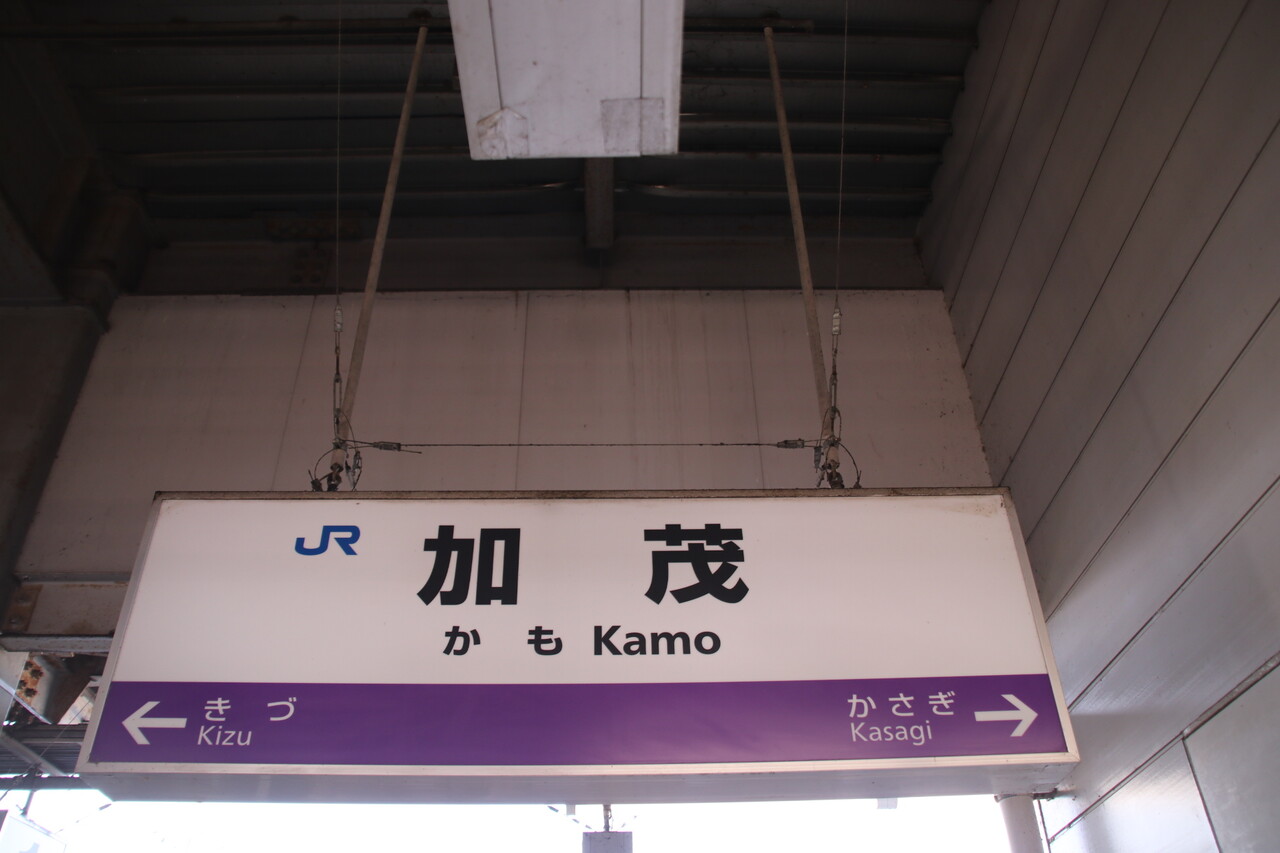 JR 加茂
かも Kamo
きづ
Kizu
かさぎ
Kasagi